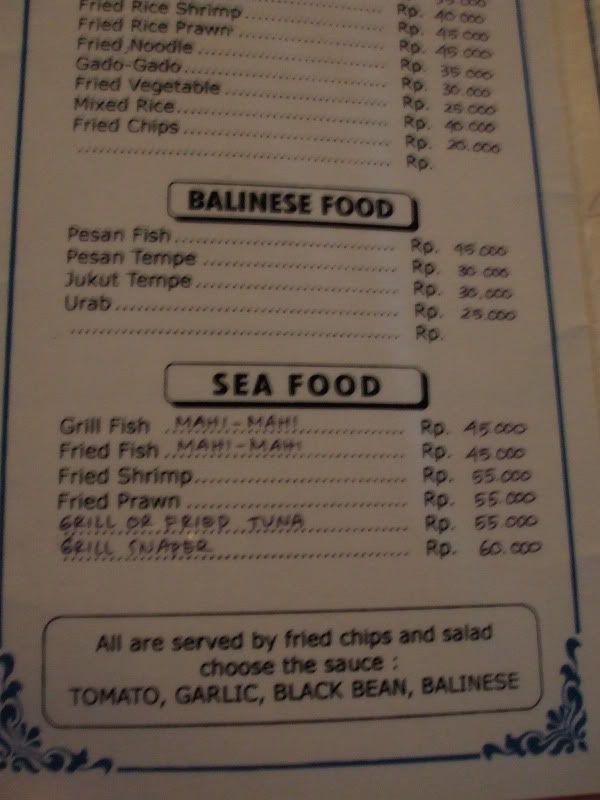 Rp. 40.000
Fried Rice Shrimp Rp. 45.000
Fried Rice Prawn Rp. 45.000
Fried Noodle Rp. 35.000
Gado-Gado Rp. 30.000
Fried Vegetable Rp. 25.000
Mixed Rice Rp. 40.000
Fried Chips Rp. 20.000
Rp.
BALINESE FOOD
Pesan Fish Rp. 45.000
Pesan Tempe Rp. 30.000
Jukut Tempe Rp. 30.000
Urab Rp. 25.000
Rp.
SEA FOOD
Grill Fish MAHI-MAHI Rp. 45.000
Fried Fish MAHI-MAHI Rp. 45.000
Fried Shrimp Rp. 55.000
Fried Prawn Rp. 55.000
GRILL OR FRIED TUNA Rp. 55.000
GRILL SNAPER Rp. 60.000
All are served by fried chips and salad
choose the sauce :
TOMATO, GARLIC, BLACK BEAN, BALINESE